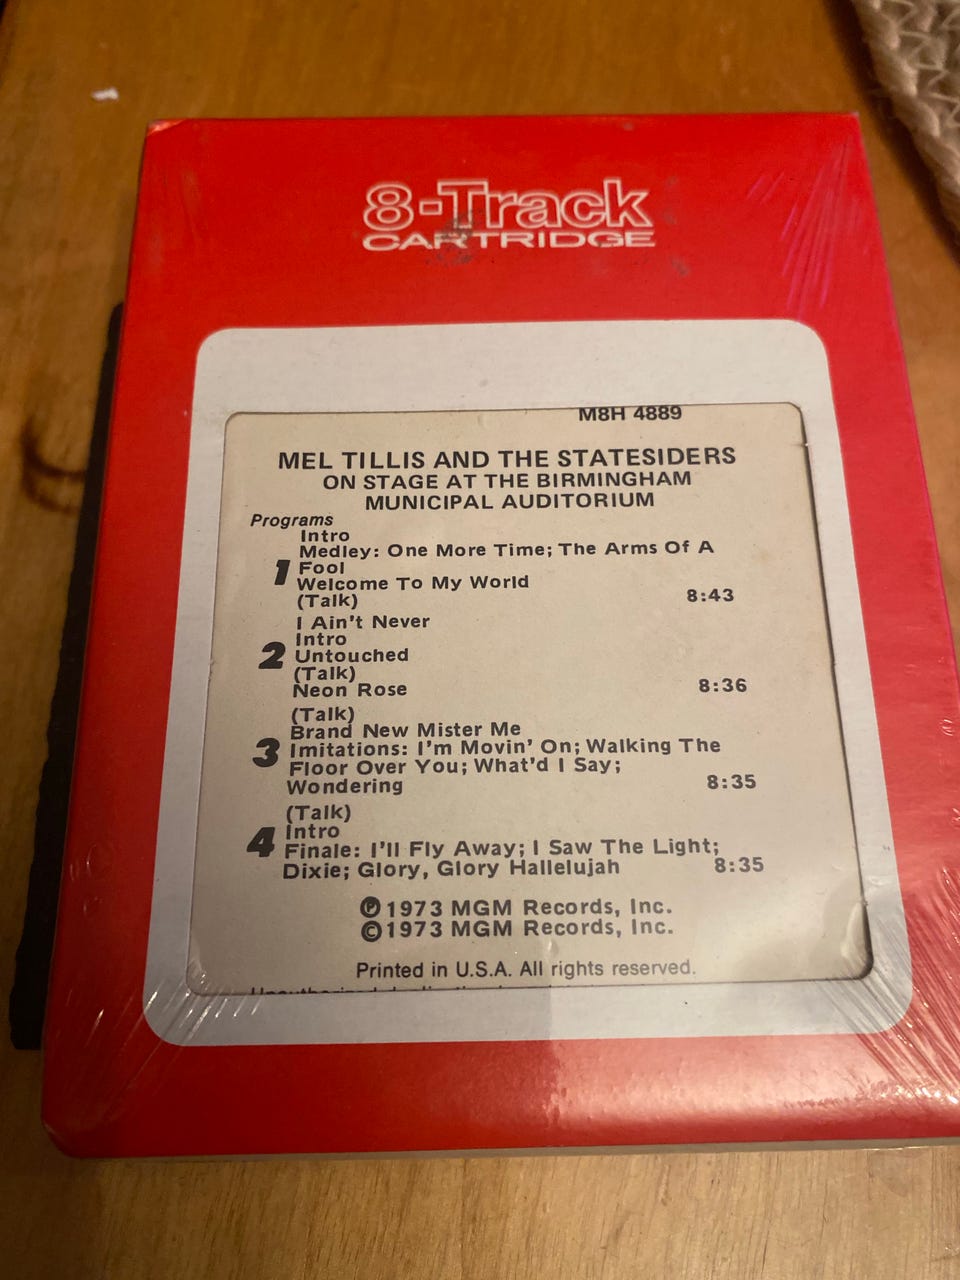 8-Track
CARTRIDGE
M8H 4889
MEL TILLIS AND THE STATESIDERS
ON STAGE AT THE BIRMINGHAM
MUNICIPAL AUDITORIUM
Programs
Intro
Medley: One More Time; The Arms Of A
1 Fool
Welcome To My World
(Talk) 8:43
I Ain't Never
Intro
2 Untouched
(Talk)
Neon Rose 8:36
(Talk)
Brand New Mister Me
3 Imitations: I'm Movin' On; Walking The
Floor Over You; What'd I Say;
Wondering 8:35
(Talk)
Intro
4 Finale: I'll Fly Away; I Saw The Light;
Dixie; Glory, Glory Hallelujah 8:35
℗1973 MGM Records, Inc.
©1973 MGM Records, Inc.
Printed in U.S.A. All rights reserved.